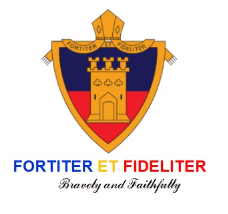 FORTITER ET FIDELITER
FORTITER ET FIDELITER
Bravely and Faithfully